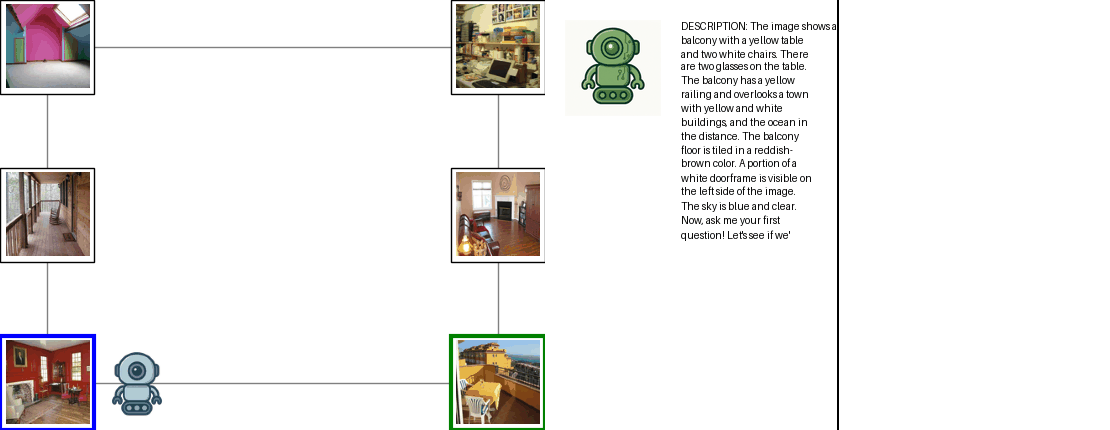 DESCRIPTION: The image shows a
balcony with a yellow table
and two white chairs. There
are two glasses on the table.
The balcony has a yellow
railing and overlooks a town
with yellow and white
buildings, and the ocean in
the distance. The balcony
floor is tiled in a reddish-
brown color. A portion of a
white doorframe is visible on
the left side of the image.
The sky is blue and clear.
Now, ask me your first
question! Let's see if we'